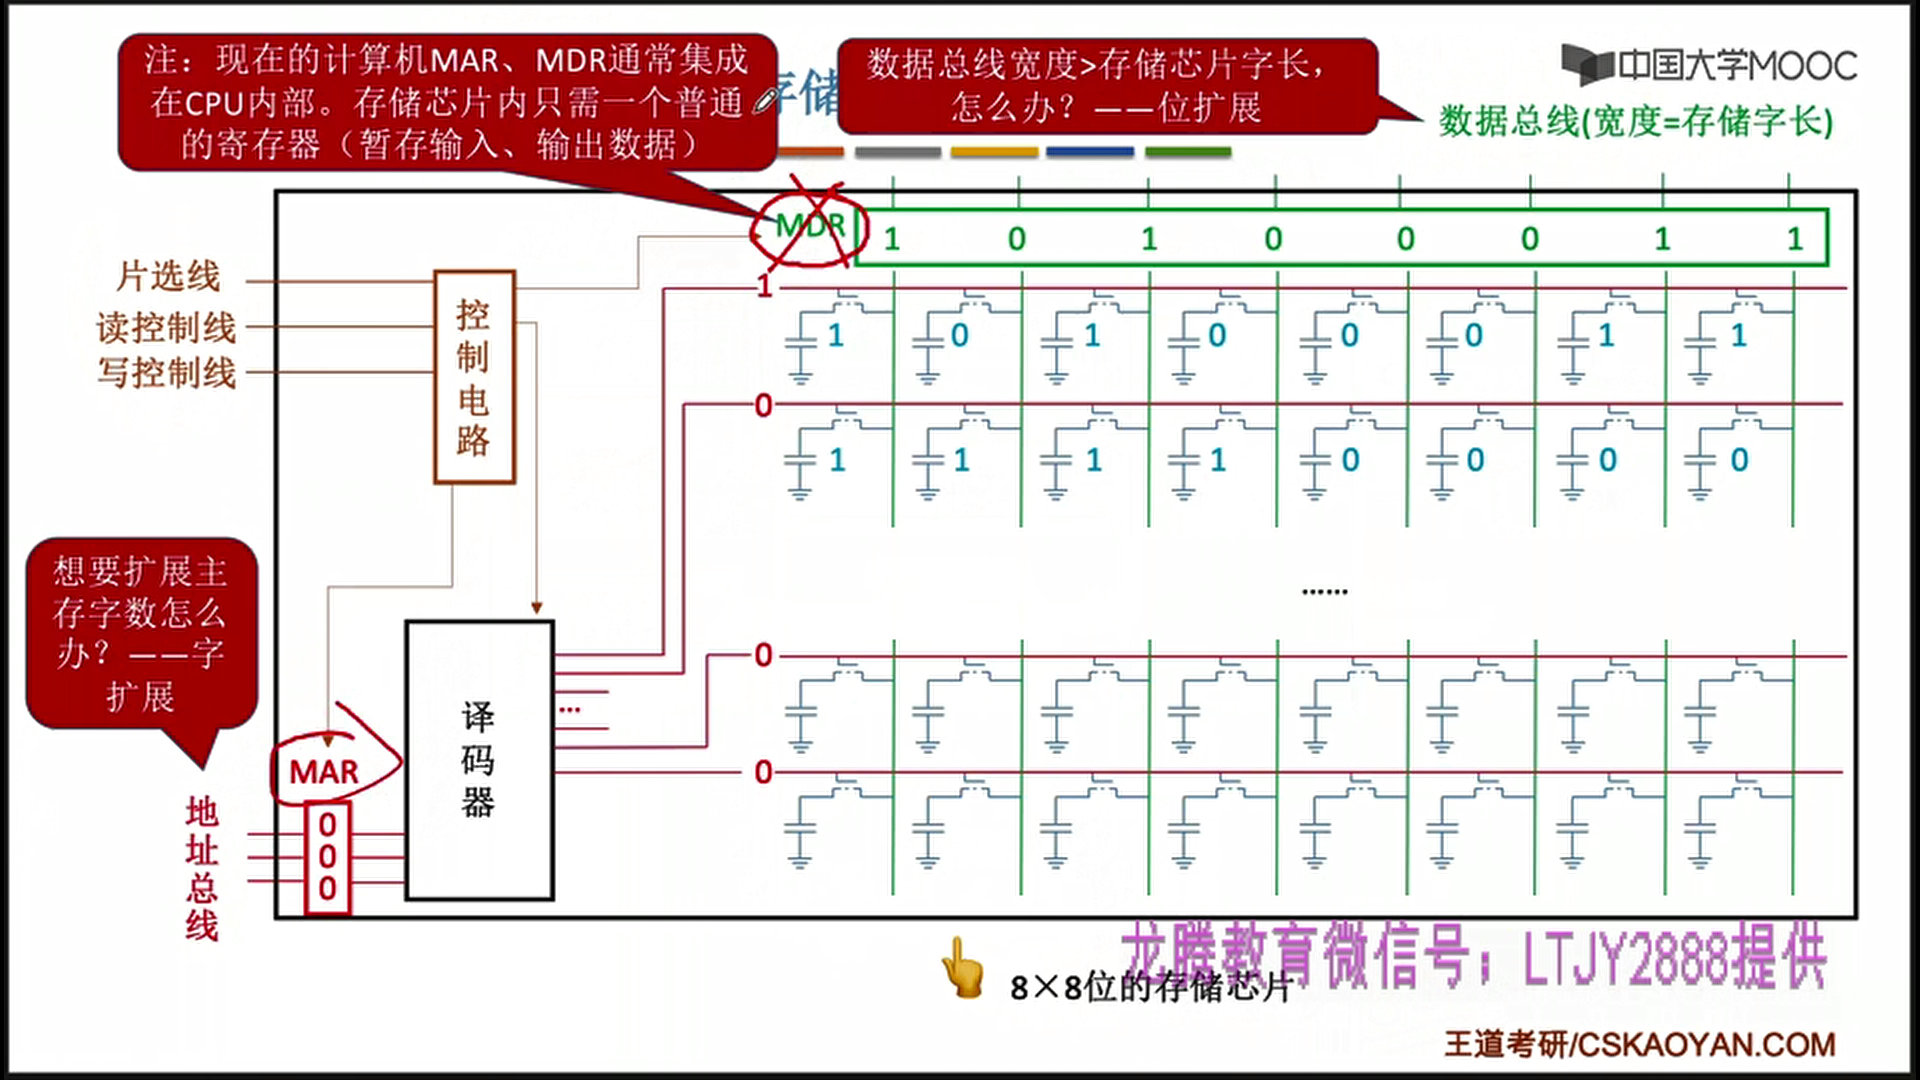 注：现在的计算机MAR、MDR通常集成
在CPU内部。存储芯片内只需一个普通
的寄存器（暂存输入、输出数据）
存储
数据总线宽度>存储芯片字长，
怎么办？——位扩展
中国大学MOOC
数据总线(宽度=存储字长)
MDR
1 0 1 0 0 0 1 1
片选线
读控制线
写控制线
控
制
电
路
1
1 0 1 0 0 0 1 1
0
1 1 1 1 0 0 0 0
……
想要扩展主
存字数怎么
办？——字
扩展
0
0
MAR
0
0
0
地
址
总
线
译
码
器
...
8×8位的存储芯片
龙腾教育微信号：LTJY2888提供
王道考研/CSKAOYAN.COM